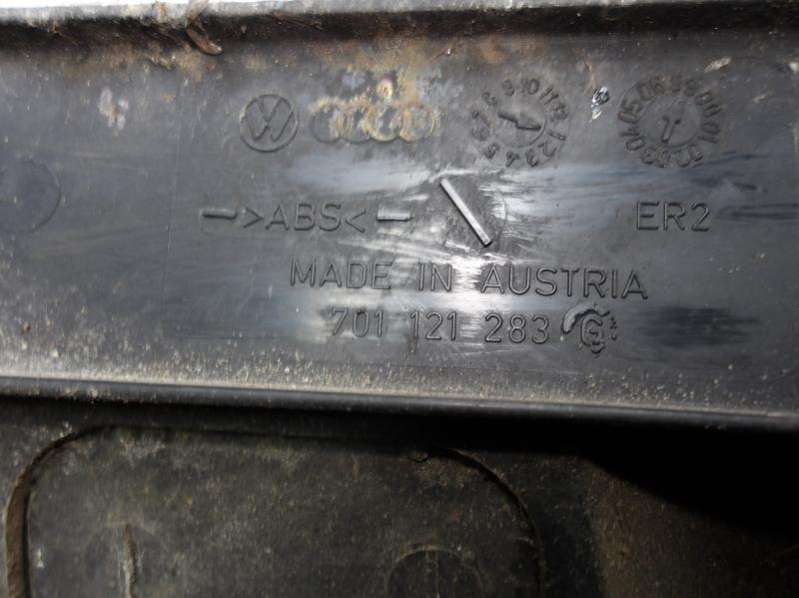 >ABS<
ER2
MADE IN AUSTRIA
701 121 283